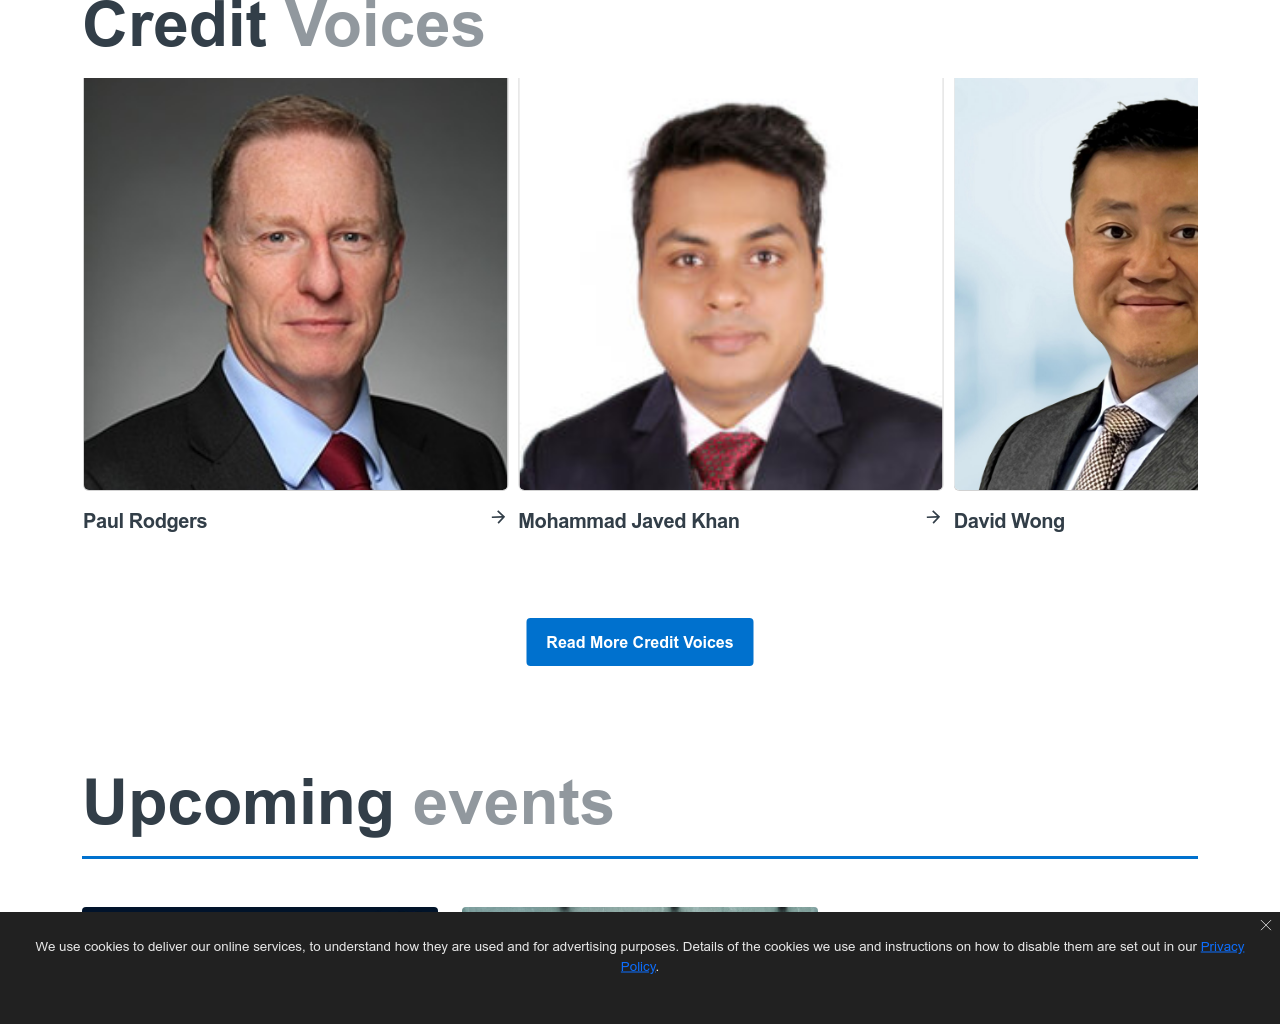 Credit Voices
Paul Rodgers
Mohammad Javed Khan
David Wong
Read More Credit Voices
Upcoming events
We use cookies to deliver our online services, to understand how they are used and for advertising purposes. Details of the cookies we use and instructions on how to disable them are set out in our Privacy
Policy.